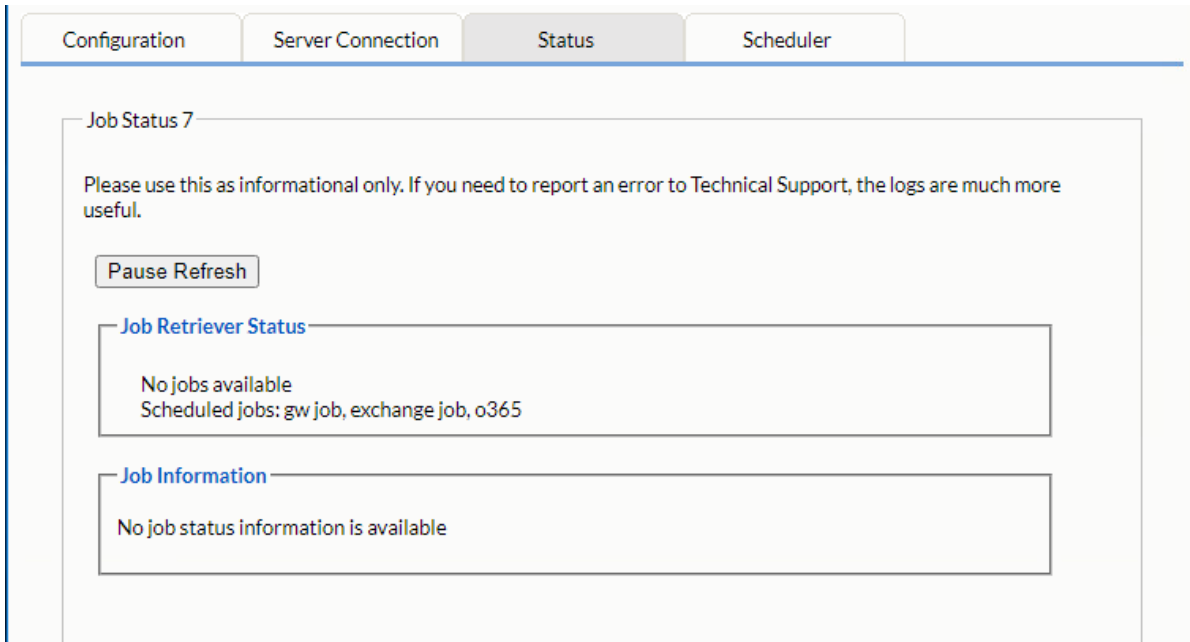 Configuration
Server Connection
Status
Scheduler
Job Status 7
Please use this as informational only. If you need to report an error to Technical Support, the logs are much more
useful.
Pause Refresh
Job Retriever Status
No jobs available
Scheduled jobs: gw job, exchange job, o365
Job Information
No job status information is available